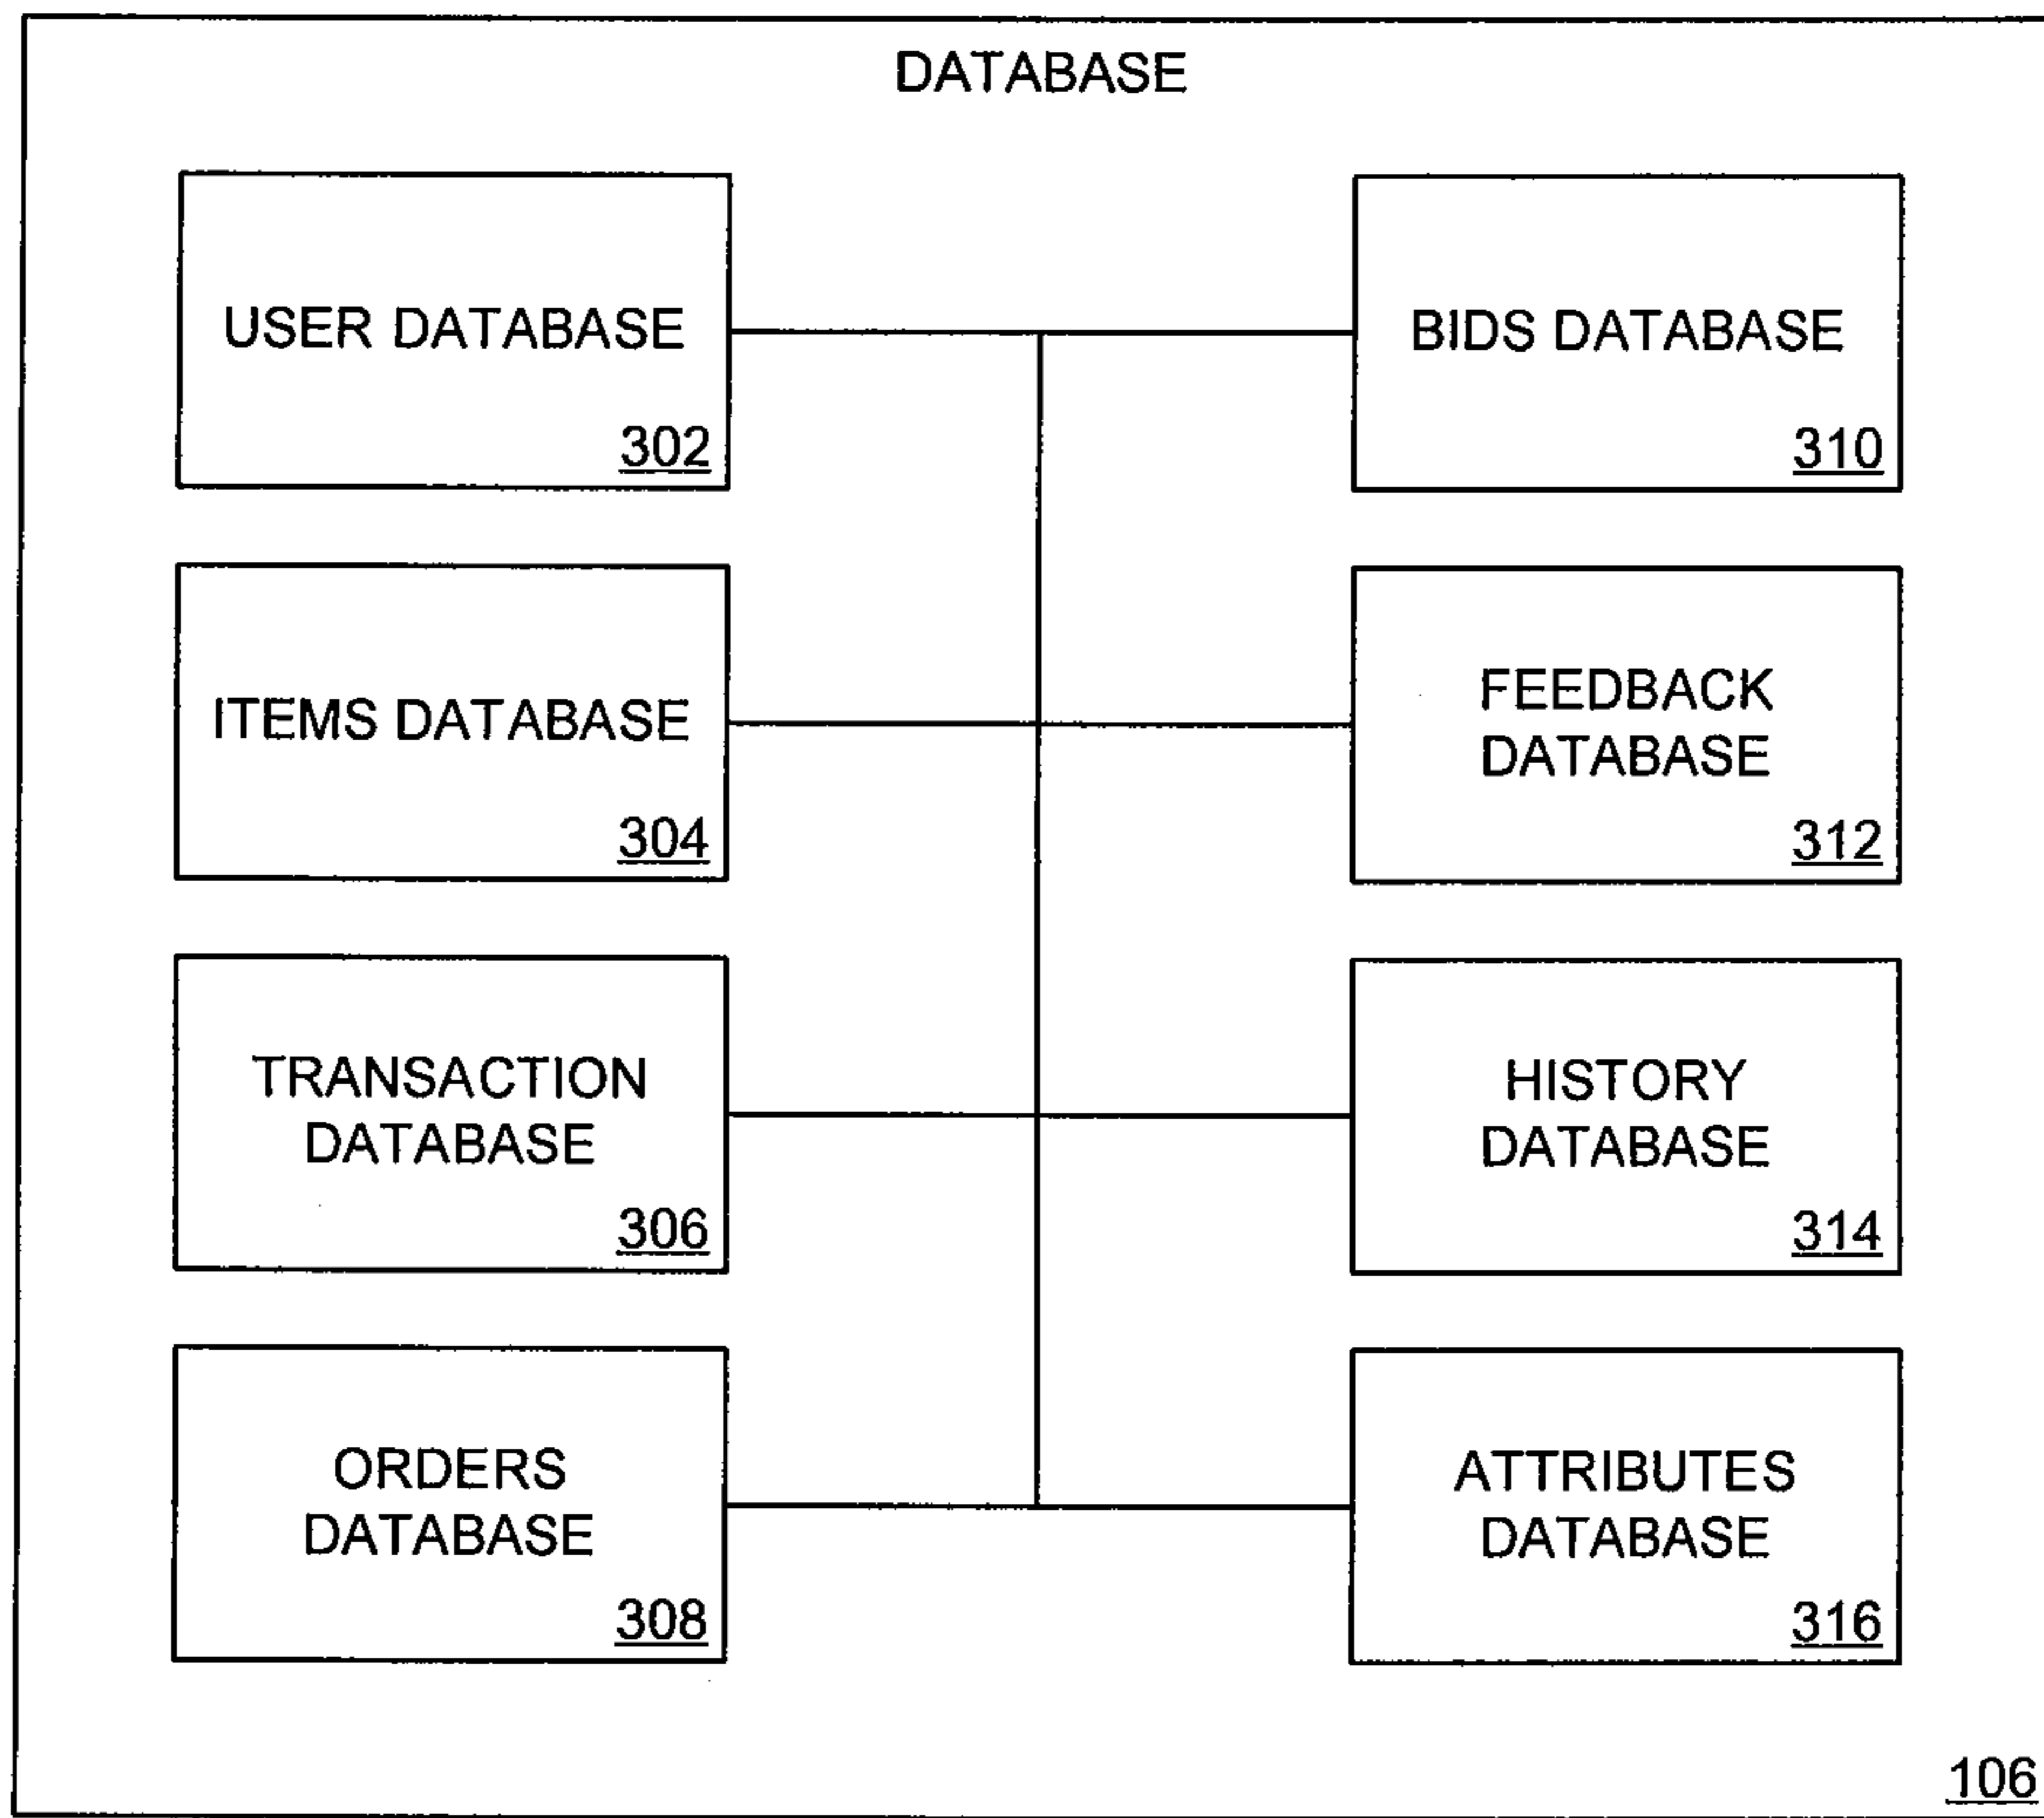 DATABASE
USER DATABASE
302
BIDS DATABASE
310
ITEMS DATABASE
304
FEEDBACK
DATABASE
312
TRANSACTION
DATABASE
306
HISTORY
DATABASE
314
ORDERS
DATABASE
308
ATTRIBUTES
DATABASE
316
106